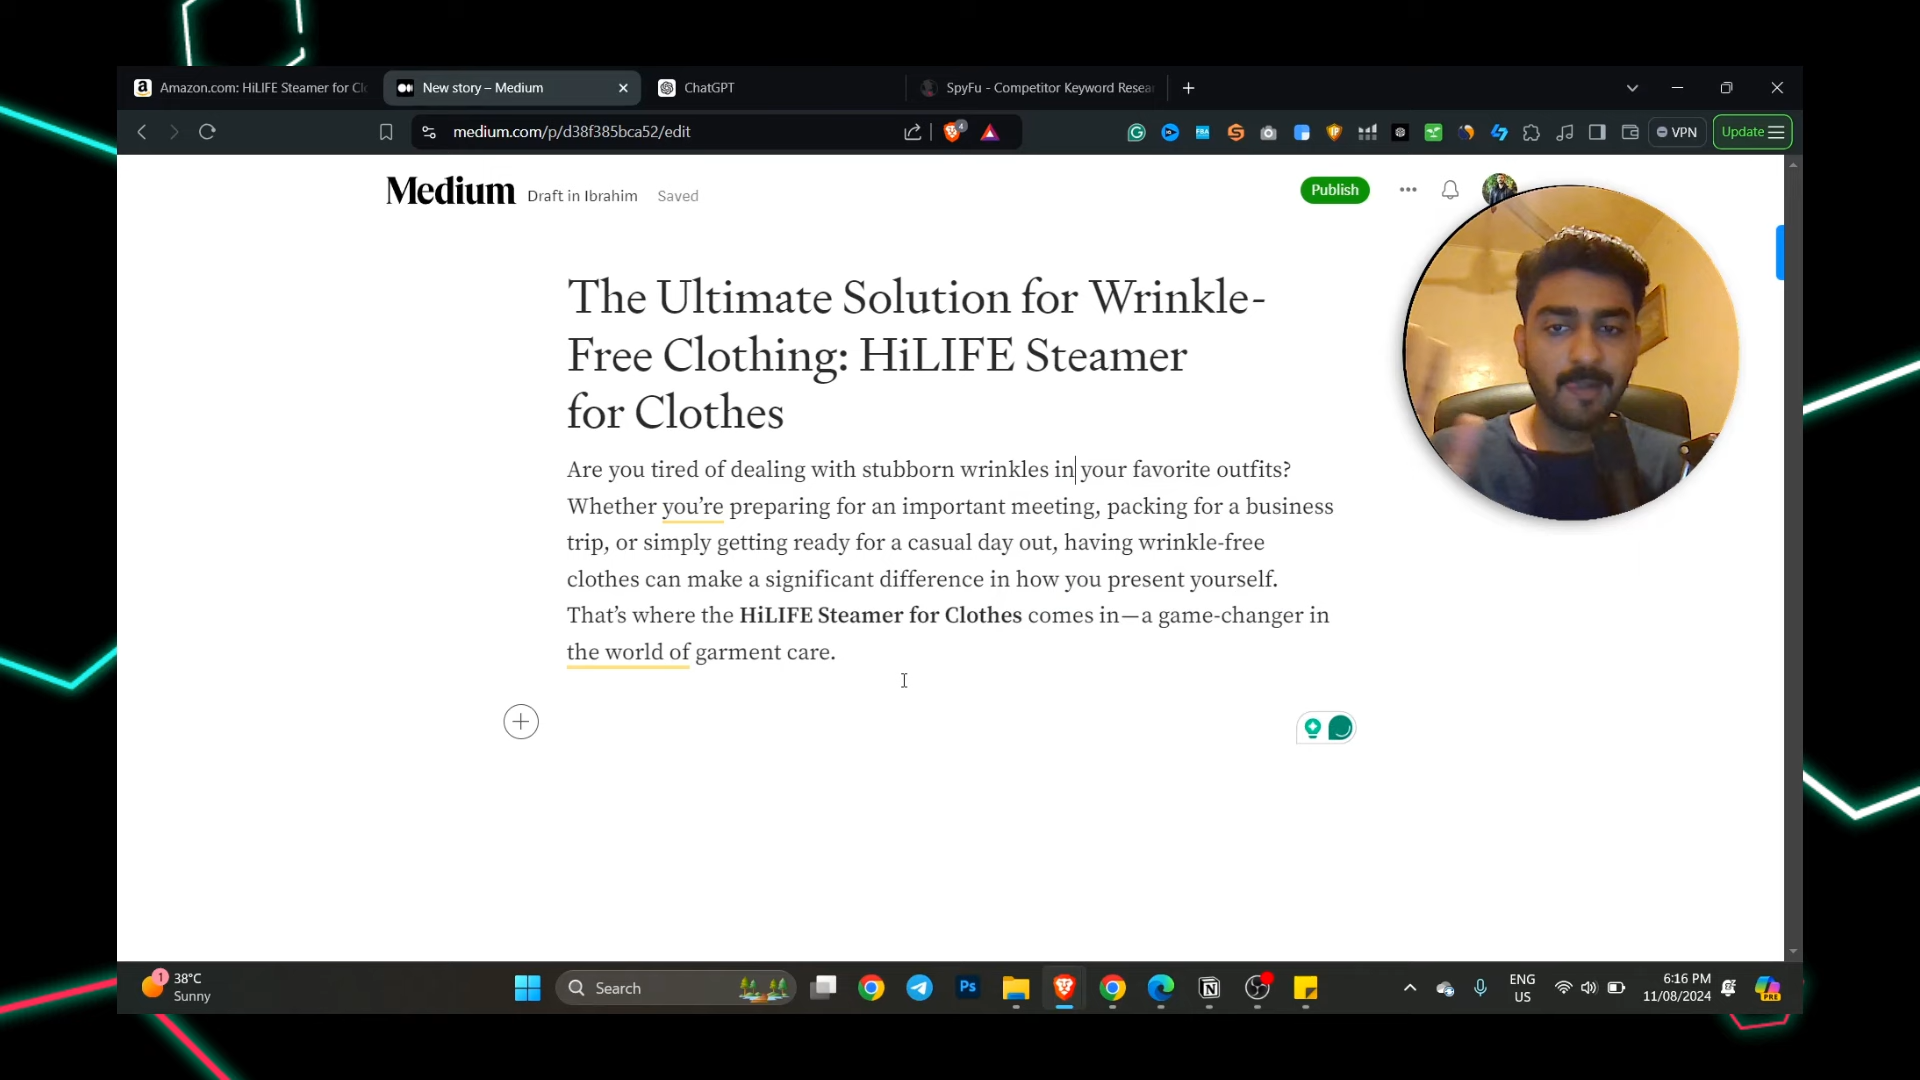 Amazon.com: HiLIFE Steamer for Cl
New story – Medium
ChatGPT
SpyFu - Competitor Keyword Resea
medium.com/p/d38f385bca52/edit
4
FBA
VPN
Update
Medium
Draft in Ibrahim
Saved
Publish
The Ultimate Solution for Wrinkle-
Free Clothing: HiLIFE Steamer
for Clothes
Are you tired of dealing with stubborn wrinkles in your favorite outfits?
Whether you’re preparing for an important meeting, packing for a business
trip, or simply getting ready for a casual day out, having wrinkle-free
clothes can make a significant difference in how you present yourself.
That’s where the HiLIFE Steamer for Clothes comes in—a game-changer in
the world of garment care.
1
38°C
Sunny
Search
Ps
ENG
US
6:16 PM
11/08/2024
PRE